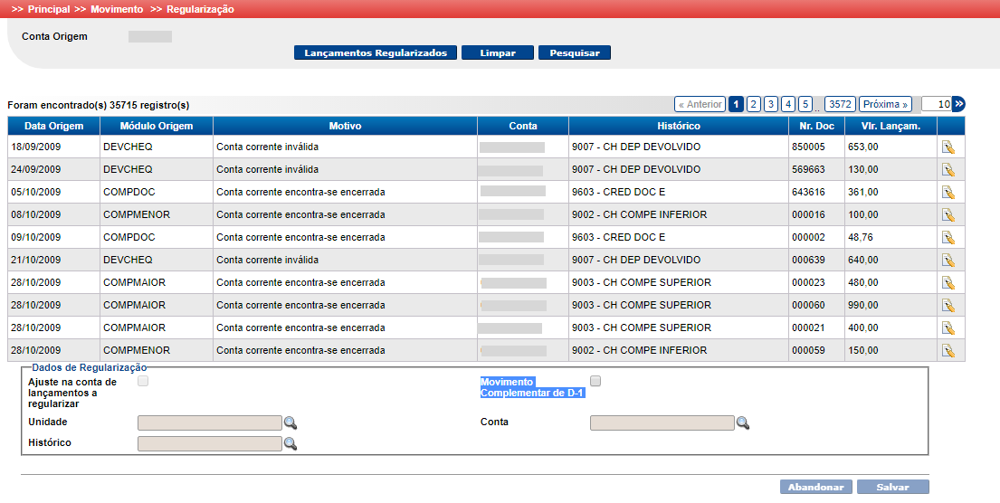 >> Principal >> Movimento >> Regularização
Conta Origem
Lançamentos Regularizados Limpar Pesquisar
Foram encontrado(s) 35715 registro(s) « Anterior 1 2 3 4 5 .. 3572 Próxima » 10 »
Data Origem Módulo Origem Motivo Conta Histórico Nr. Doc Vlr. Lançam.
18/09/2009 DEVCHEQ Conta corrente inválida 9007 - CH DEP DEVOLVIDO 850005 653,00
24/09/2009 DEVCHEQ Conta corrente inválida 9007 - CH DEP DEVOLVIDO 569663 130,00
05/10/2009 COMPDOC Conta corrente encontra-se encerrada 9603 - CRED DOC E 643616 361,00
08/10/2009 COMPMENOR Conta corrente encontra-se encerrada 9002 - CH COMPE INFERIOR 000016 100,00
09/10/2009 COMPDOC Conta corrente encontra-se encerrada 9603 - CRED DOC E 000002 48,76
21/10/2009 DEVCHEQ Conta corrente inválida 9007 - CH DEP DEVOLVIDO 000639 640,00
28/10/2009 COMPMAIOR Conta corrente encontra-se encerrada 9003 - CH COMPE SUPERIOR 000023 480,00
28/10/2009 COMPMAIOR Conta corrente encontra-se encerrada 9003 - CH COMPE SUPERIOR 000060 990,00
28/10/2009 COMPMAIOR Conta corrente encontra-se encerrada 9003 - CH COMPE SUPERIOR 000021 400,00
28/10/2009 COMPMENOR Conta corrente encontra-se encerrada 9002 - CH COMPE INFERIOR 000059 150,00
Dados de Regularização
Ajuste na conta de
lançamentos a
regularizar
Movimento
Complementar de D-1
Unidade Conta
Histórico
Abandonar Salvar